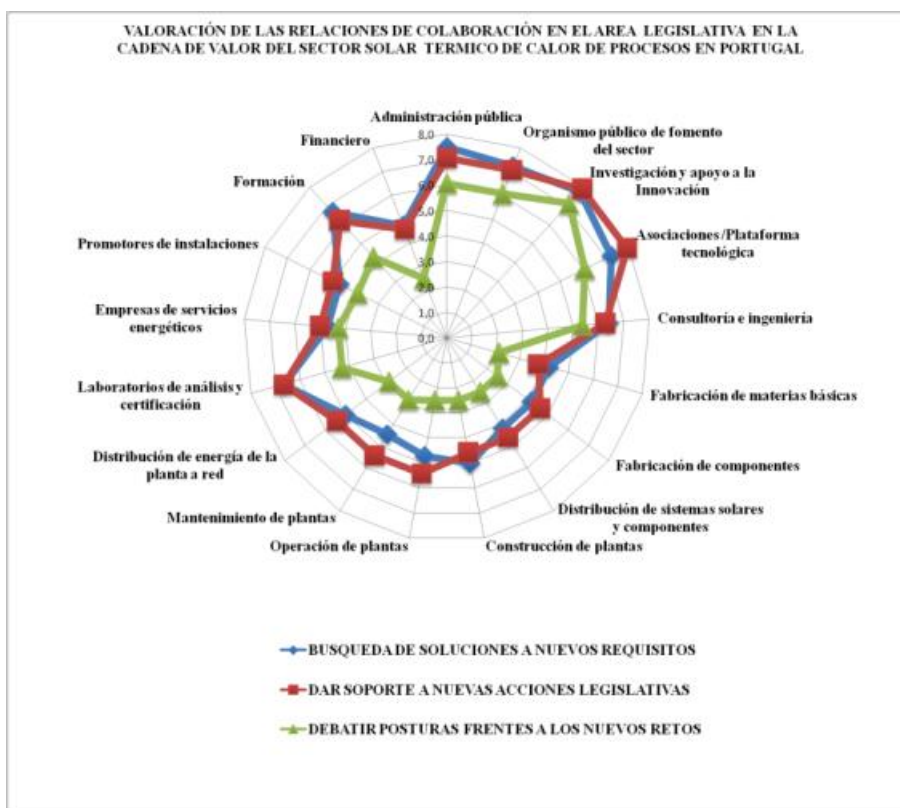 VALORACIÓN DE LAS RELACIONES DE COLABORACIÓN EN EL AREA LEGISLATIVA EN LA
CADENA DE VALOR DEL SECTOR SOLAR TERMICO DE CALOR DE PROCESOS EN PORTUGAL
Administración pública
Organismo público de fomento
del sector
Investigación y apoyo a la
Innovación
Asociaciones /Plataforma
tecnológica
Consultoría e ingeniería
Fabricación de materias básicas
Fabricación de componentes
Distribución de sistemas solares
y componentes
Construcción de plantas
Operación de plantas
Mantenimiento de plantas
Distribución de energía de la
planta a red
Laboratorios de análisis y
certificación
Empresas de servicios
energéticos
Promotores de instalaciones
Formación
Financiero
8,0
7,0
6,0
5,0
4,0
3,0
2,0
1,0
0,0
BUSQUEDA DE SOLUCIONES A NUEVOS REQUISITOS
DAR SOPORTE A NUEVAS ACCIONES LEGISLATIVAS
DEBATIR POSTURAS FRENTES A LOS NUEVOS RETOS